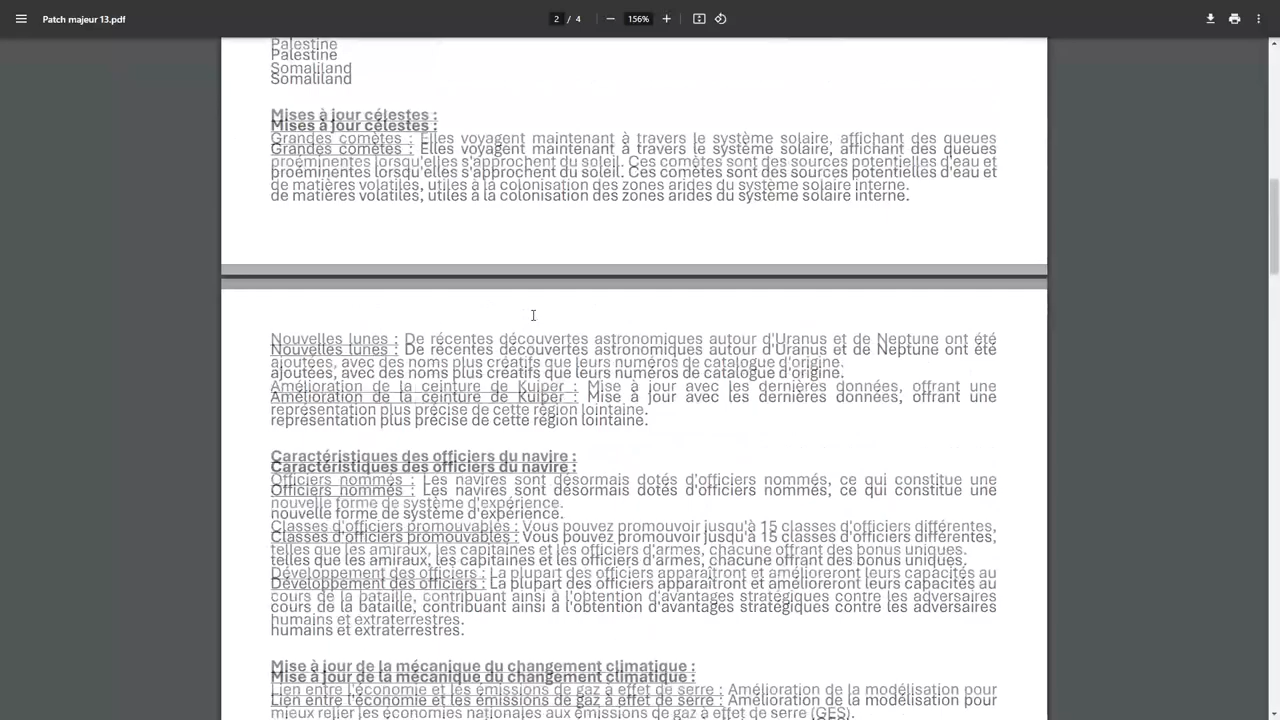 Patch majeur 13.pdf
2 / 4
156%
Palestine
Somaliland
Mises à jour célestes :
Grandes comètes : Elles voyagent maintenant à travers le système solaire, affichant des queues
proéminentes lorsqu'elles s'approchent du soleil. Ces comètes sont des sources potentielles d'eau et
de matières volatiles, utiles à la colonisation des zones arides du système solaire interne.
Nouvelles lunes : De récentes découvertes astronomiques autour d'Uranus et de Neptune ont été
ajoutées, avec des noms plus créatifs que leurs numéros de catalogue d'origine.
Amélioration de la ceinture de Kuiper : Mise à jour avec les dernières données, offrant une
représentation plus précise de cette région lointaine.
Caractéristiques des officiers du navire :
Officiers nommés : Les navires sont désormais dotés d'officiers nommés, ce qui constitue une
nouvelle forme de système d'expérience.
Classes d'officiers promouvables : Vous pouvez promouvoir jusqu'à 15 classes d'officiers différentes,
telles que les amiraux, les capitaines et les officiers d'armes, chacune offrant des bonus uniques.
Développement des officiers : La plupart des officiers apparaîtront et amélioreront leurs capacités au
cours de la bataille, contribuant ainsi à l'obtention d'avantages stratégiques contre les adversaires
humains et extraterrestres.
Mise à jour de la mécanique du changement climatique :
Lien entre l'économie et les émissions de gaz à effet de serre : Amélioration de la modélisation pour
mieux relier les économies nationales aux émissions de gaz à effet de serre (GES).